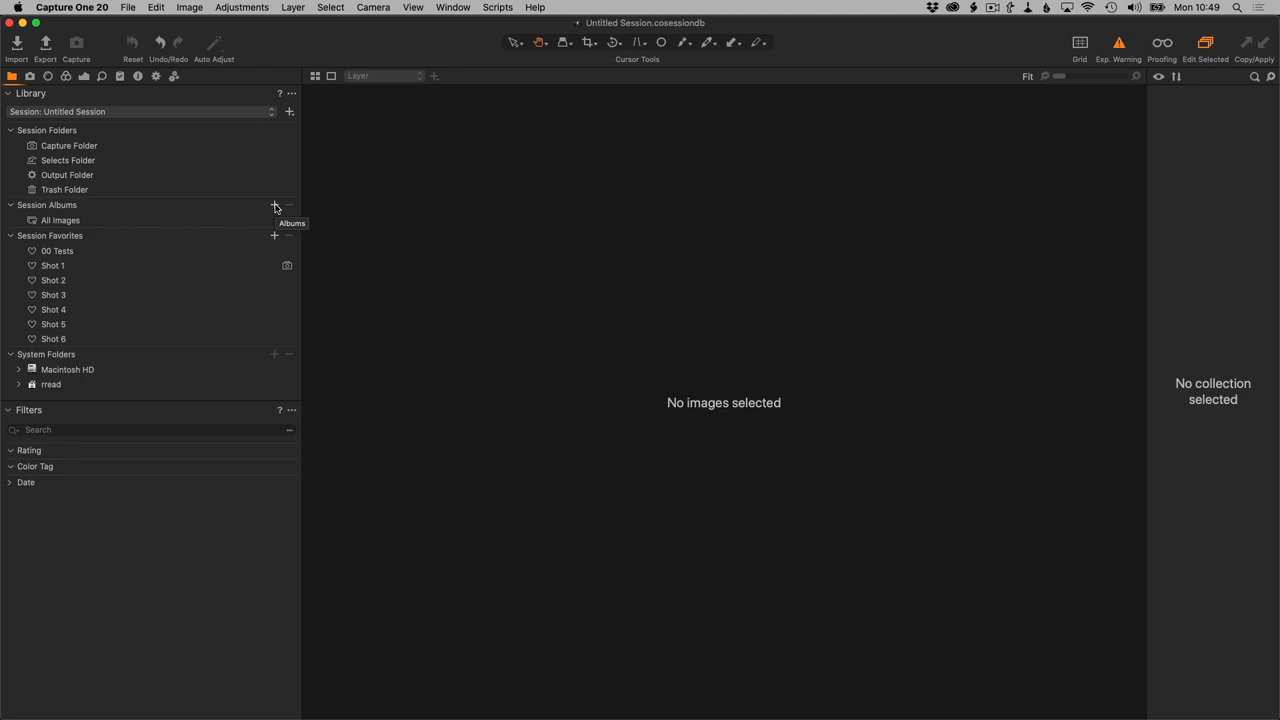 Capture One 20 File Edit Image Adjustments Layer Select Camera View Window Scripts Help Mon 10:49
Untitled Session.cosessiondb
Import Export Capture Reset Undo/Redo Auto Adjust Cursor Tools Grid Exp. Warning Proofing Edit Selected Copy/Apply
Layer Fit
Library ?
Session: Untitled Session
Session Folders
Capture Folder
Selects Folder
Output Folder
Trash Folder
Session Albums
All Images
Albums
Session Favorites
00 Tests
Shot 1
Shot 2
Shot 3
Shot 4
Shot 5
Shot 6
System Folders
Macintosh HD
rread
Filters ?
Search
Rating
Color Tag
Date
No images selected
No collection
selected